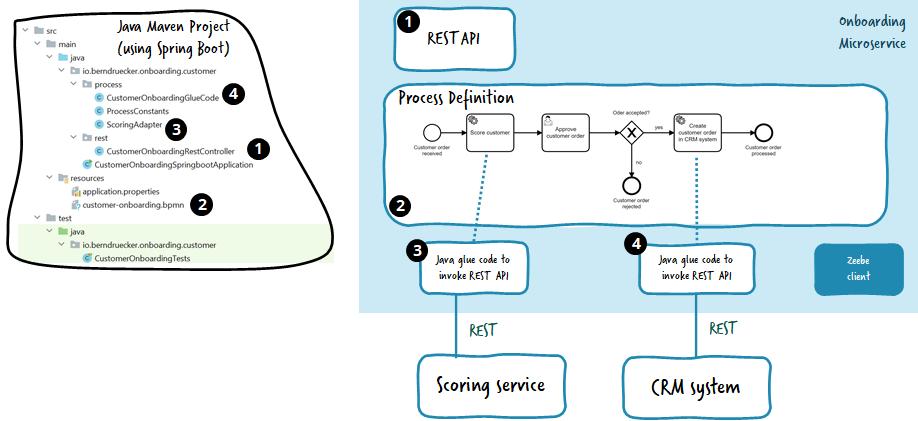 Java Maven Project
(using Spring Boot)
src
main
java
io.berndruecker.onboarding.customer
process
CustomerOnboardingGlueCode
4
ProcessConstants
ScoringAdapter
3
rest
CustomerOnboardingRestController
1
CustomerOnboardingSpringbootApplication
resources
application.properties
customer-onboarding.bpmn
2
test
java
io.berndruecker.onboarding.customer
CustomerOnboardingTests
1
REST API
Onboarding
Microservice
Process Definition
Customer order
received
Score customer
Approve
customer order
Oder accepted?
yes
no
Create
customer order
in CRM system
Customer order
processed
Customer order
rejected
2
3
Java glue code to
invoke REST API
4
Java glue code to
invoke REST API
Zeebe
client
REST
REST
Scoring service
CRM system